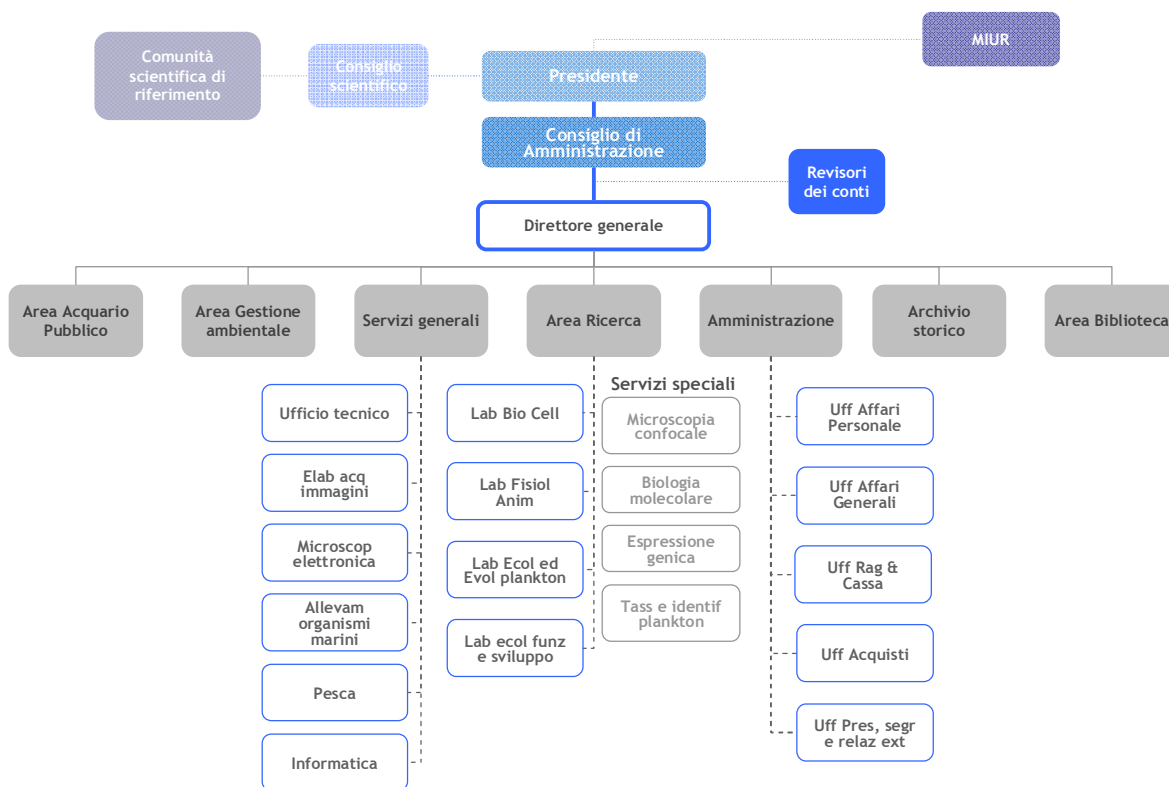 MIUR
Comunità
scientifica di
riferimento
Consiglio
scientifico
Presidente
Consiglio di
Amministrazione
Revisori
dei conti
Direttore generale
Area Acquario
Pubblico
Area Gestione
ambientale
Servizi generali
Area Ricerca
Amministrazione
Archivio
storico
Area Biblioteca
Ufficio tecnico
Elab acq
immagini
Microscop
elettronica
Allevam
organismi
marini
Pesca
Informatica
Lab Bio Cell
Lab Fisiol
Anim
Lab Ecol ed
Evol plankton
Lab ecol funz
e sviluppo
Servizi speciali
Microscopia
confocale
Biologia
molecolare
Espressione
genica
Tass e identif
plankton
Uff Affari
Personale
Uff Affari
Generali
Uff Rag &
Cassa
Uff Acquisti
Uff Pres, segr
e relaz ext